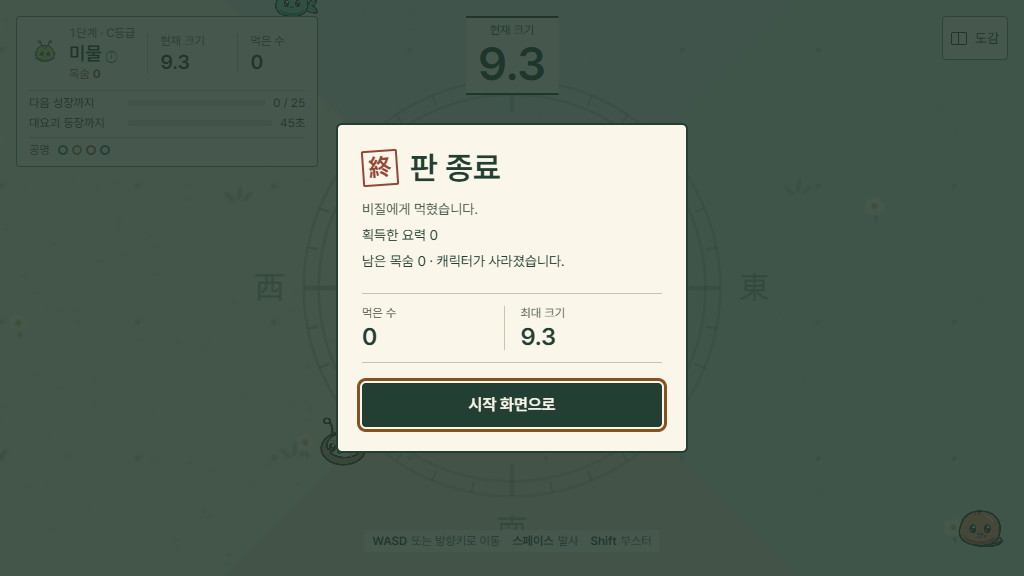 1단계 · C등급
미물
목숨 0
현재 크기
9.3
먹은 수
0
다음 성장까지 0 / 25
대요괴 등장까지 45초
공명
현재 크기
9.3
도감
終 판 종료
비질에게 먹혔습니다.
획득한 요력 0
남은 목숨 0 · 캐릭터가 사라졌습니다.
먹은 수
0
최대 크기
9.3
시작 화면으로
西
東
南
WASD 또는 방향키로 이동 스페이스 발사 Shift 부스터